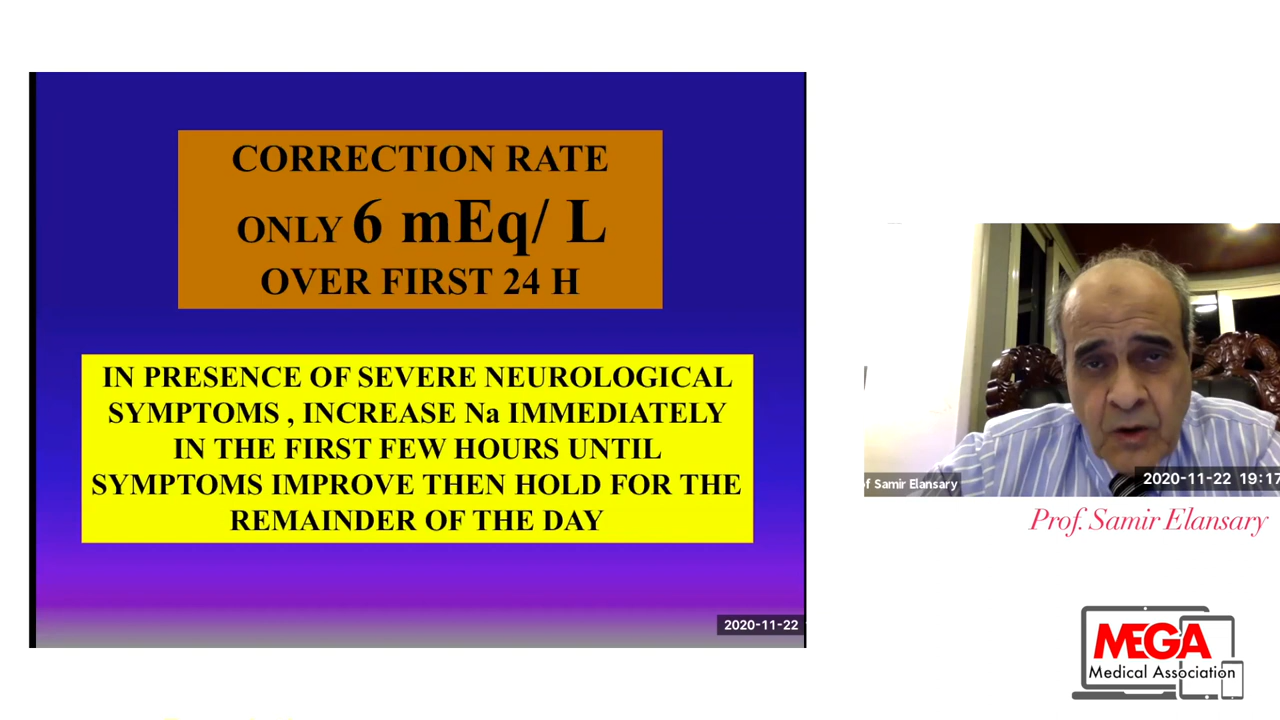 CORRECTION RATE
ONLY 6 mEq/ L
OVER FIRST 24 H
IN PRESENCE OF SEVERE NEUROLOGICAL
SYMPTOMS , INCREASE Na IMMEDIATELY
IN THE FIRST FEW HOURS UNTIL
SYMPTOMS IMPROVE THEN HOLD FOR THE
REMAINDER OF THE DAY
2020-11-22
Samir Elansary
2020-11-22 19:17
Prof. Samir Elansary
MEGA
Medical Association